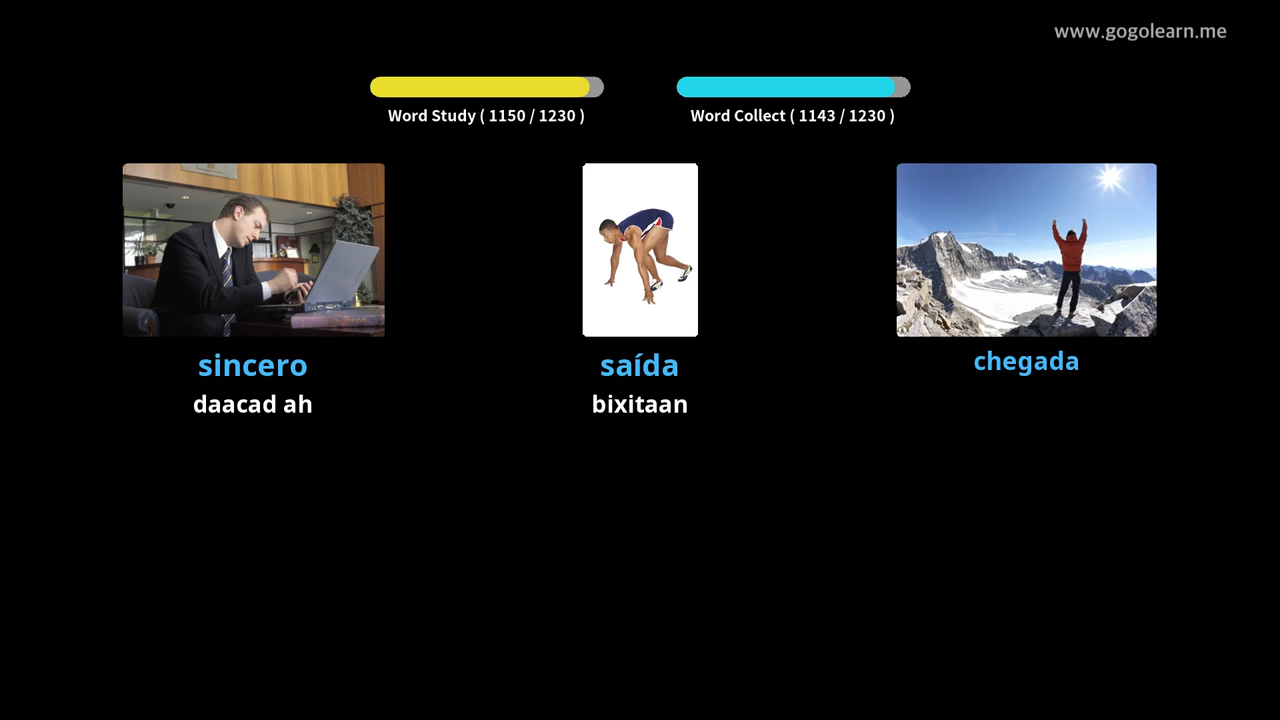 www.gogolearn.me
Word Study ( 1150 / 1230 )
Word Collect ( 1143 / 1230 )
sincero
daacad ah
saída
bixitaan
chegada